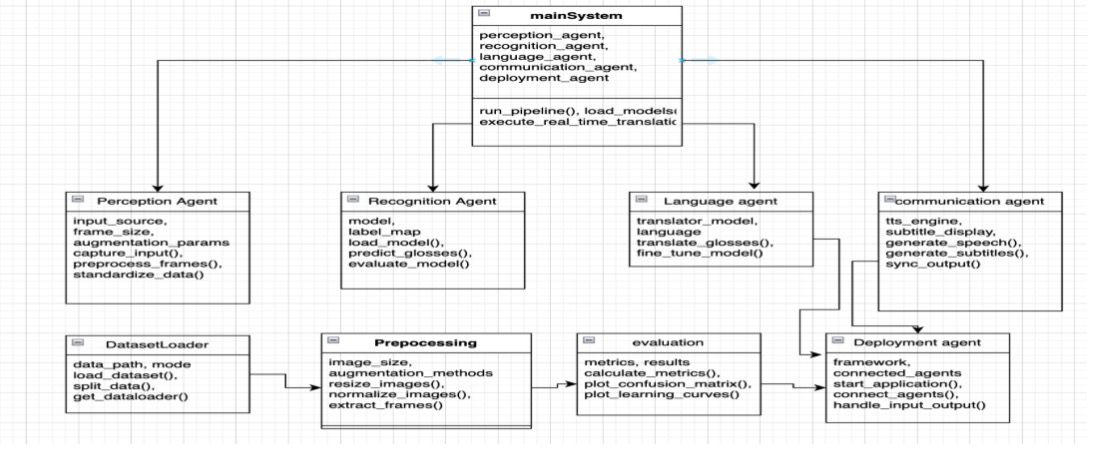 mainSystem
perception_agent,
recognition_agent,
language_agent,
communication_agent,
deployment_agent
run_pipeline(), load_models(
execute_real_time_translatic
Perception Agent
input_source,
frame_size,
augmentation_params
capture_input(),
preprocess_frames(),
standardize_data()
Recognition Agent
model,
label_map
load_model(),
predict_glosses(),
evaluate_model()
Language agent
translator_model,
language
translate_glosses(),
fine_tune_model()
communication agent
tts_engine,
subtitle_display,
generate_speech(),
generate_subtitles(),
sync_output()
DatasetLoader
data_path, mode
load_dataset(),
split_data(),
get_dataloader()
Prepocessing
image_size,
augmentation_methods
resize_images(),
normalize_images(),
extract_frames()
evaluation
metrics, results
calculate_metrics(),
plot_confusion_matrix(),
plot_learning_curves()
Deployment agent
framework,
connected_agents
start_application(),
connect_agents(),
handle_input_output()